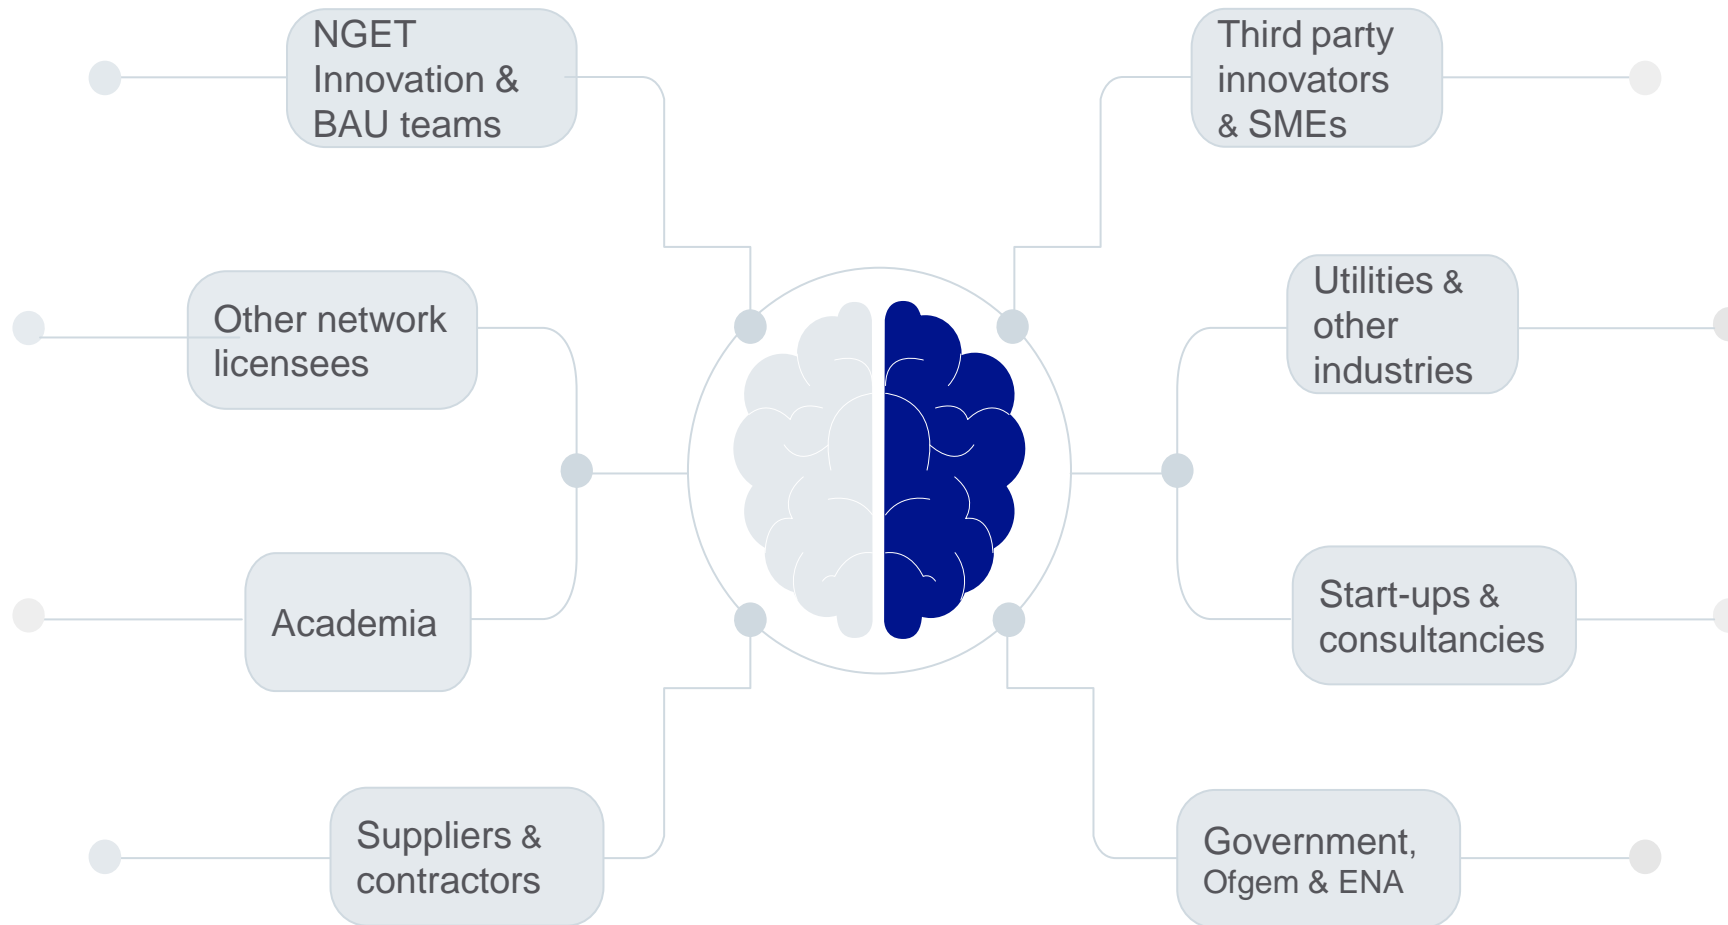 NGET
Innovation &
BAU teams
Other network
licensees
Academia
Suppliers &
contractors
Third party
innovators
& SMEs
Utilities &
other
industries
Start-ups &
consultancies
Government,
Ofgem & ENA